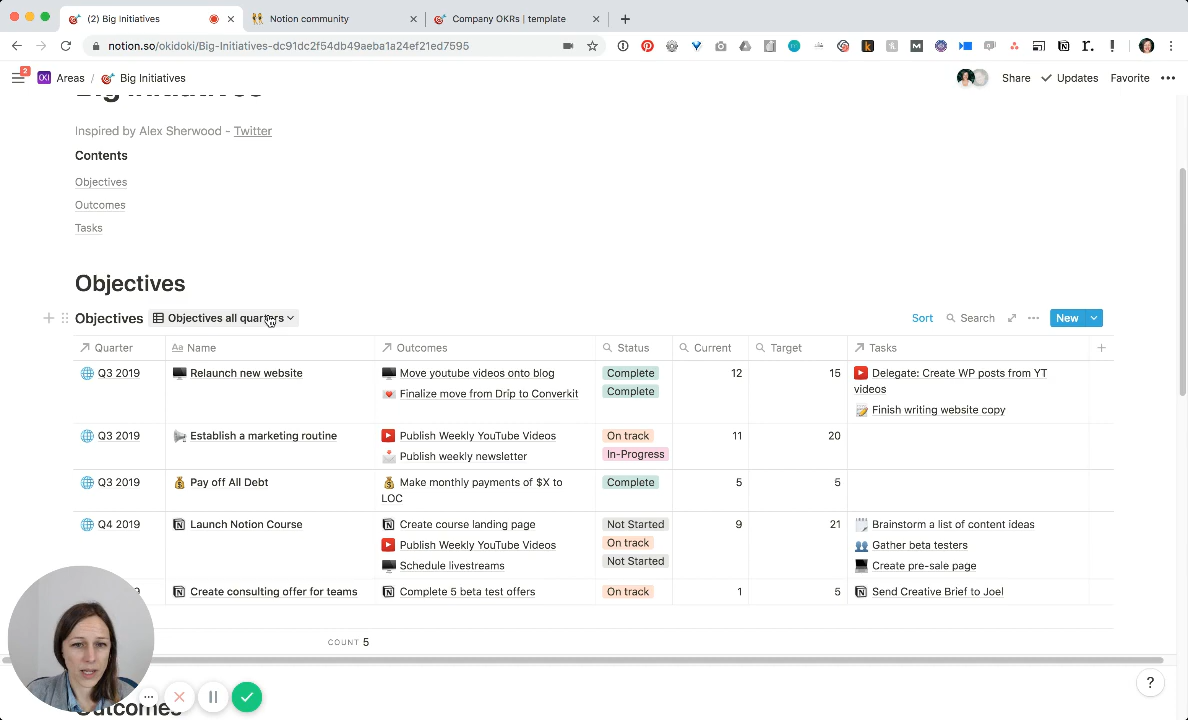 (2) Big Initiatives
Notion community
Company OKRs | template
notion.so/okidoki/Big-Initiatives-dc91dc2f54db49aeba1a24ef21ed7595
2
OKI Areas / Big Initiatives
Share Updates Favorite
Big Initiatives
Inspired by Alex Sherwood - Twitter
Contents
Objectives
Outcomes
Tasks
Objectives
Objectives Objectives all quarters
Sort Search New
Quarter Aa Name Outcomes Status Current Target Tasks
Q3 2019 Relaunch new website Move youtube videos onto blog Complete 12 15 Delegate: Create WP posts from YT
videos
Finalize move from Drip to Converkit Complete
Finish writing website copy
Q3 2019 Establish a marketing routine Publish Weekly YouTube Videos On track 11 20
Publish weekly newsletter In-Progress
Q3 2019 Pay off All Debt Make monthly payments of $X to Complete 5 5
LOC
Q4 2019 Launch Notion Course Create course landing page Not Started 9 21 Brainstorm a list of content ideas
Publish Weekly YouTube Videos On track Gather beta testers
Schedule livestreams Not Started Create pre-sale page
Create consulting offer for teams Complete 5 beta test offers On track 1 5 Send Creative Brief to Joel
COUNT 5
Outcomes
?